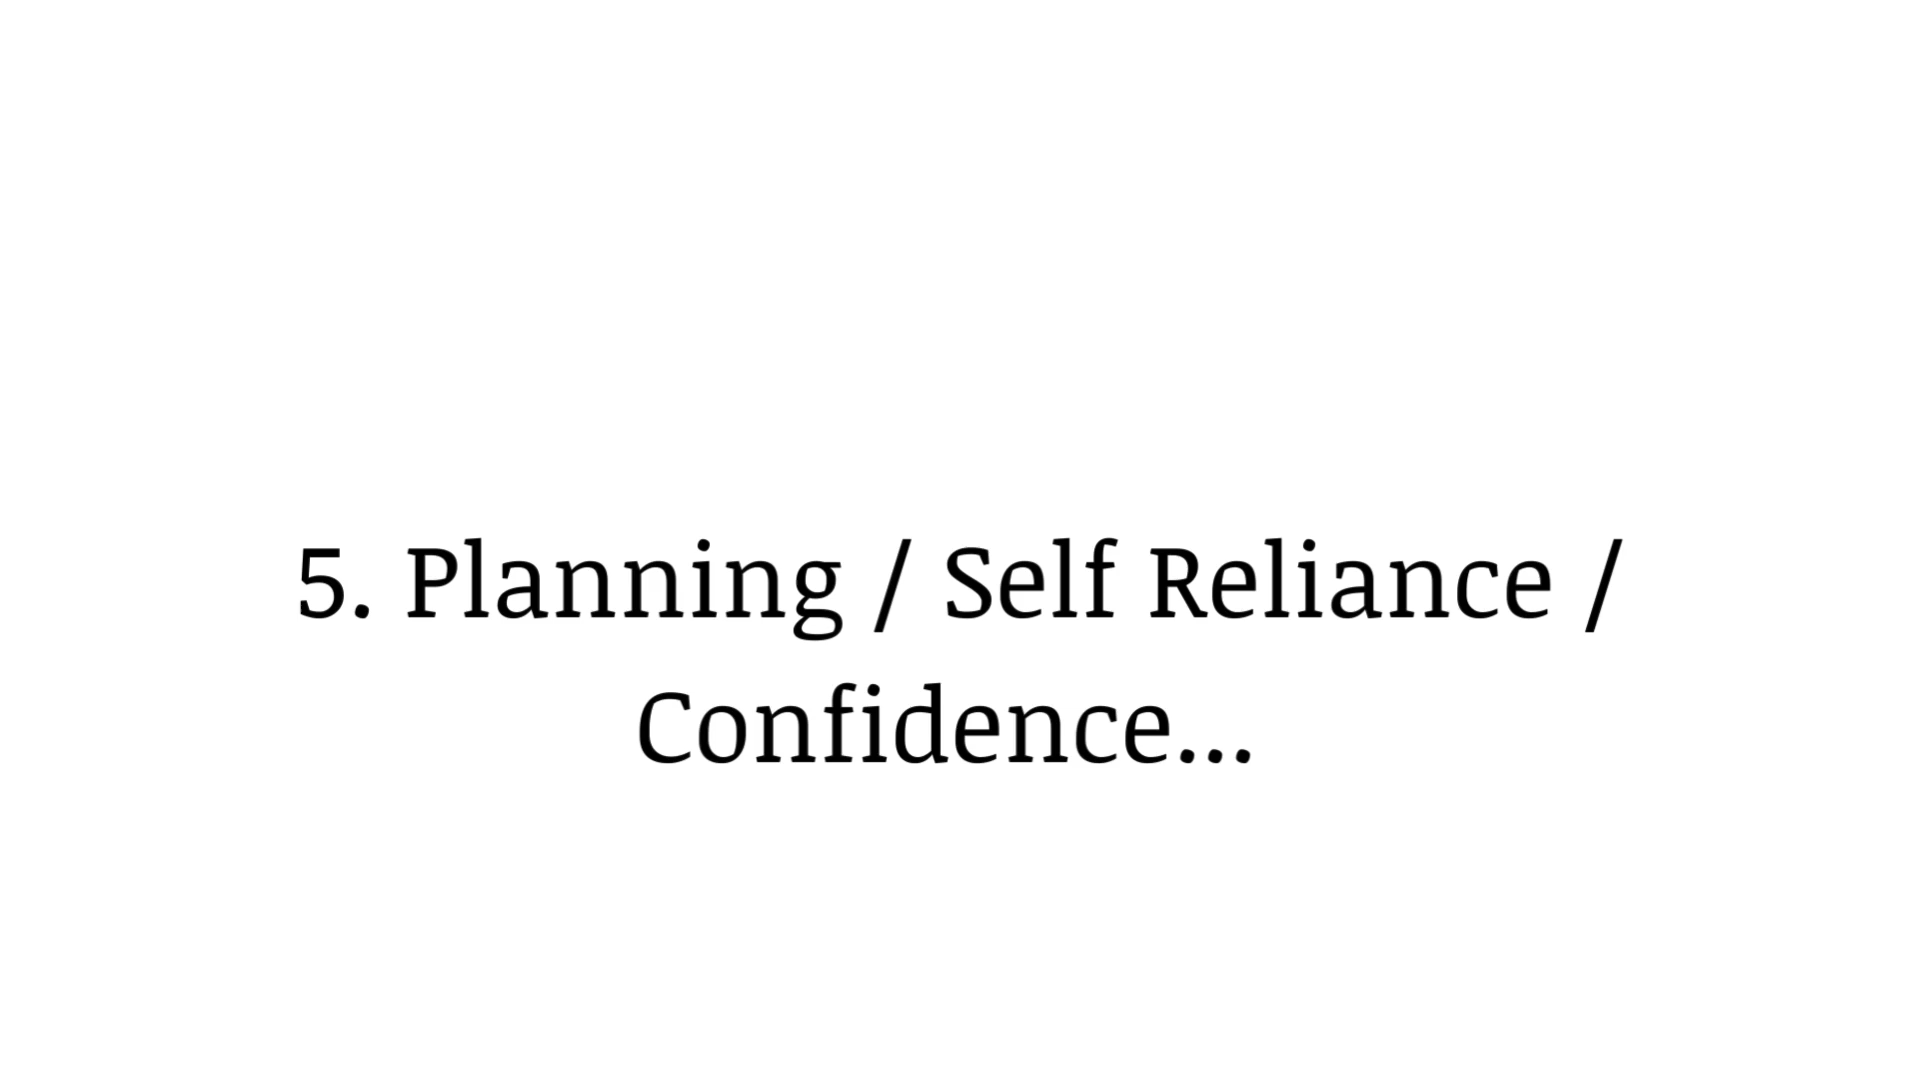 5. Planning / Self Reliance /
Confidence...